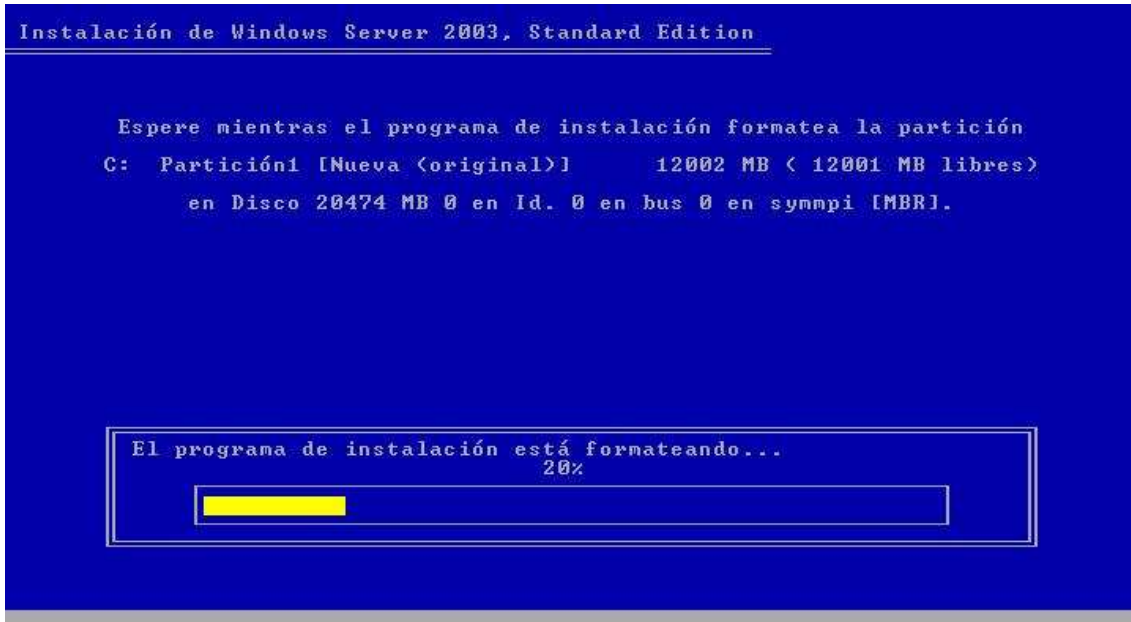 Instalación de Windows Server 2003, Standard Edition
Espere mientras el programa de instalación formatea la partición
C: Partición1 [Nueva (original)] 12002 MB ( 12001 MB libres)
en Disco 20474 MB 0 en Id. 0 en bus 0 en symmpi [MBR].
El programa de instalación está formateando...
20%